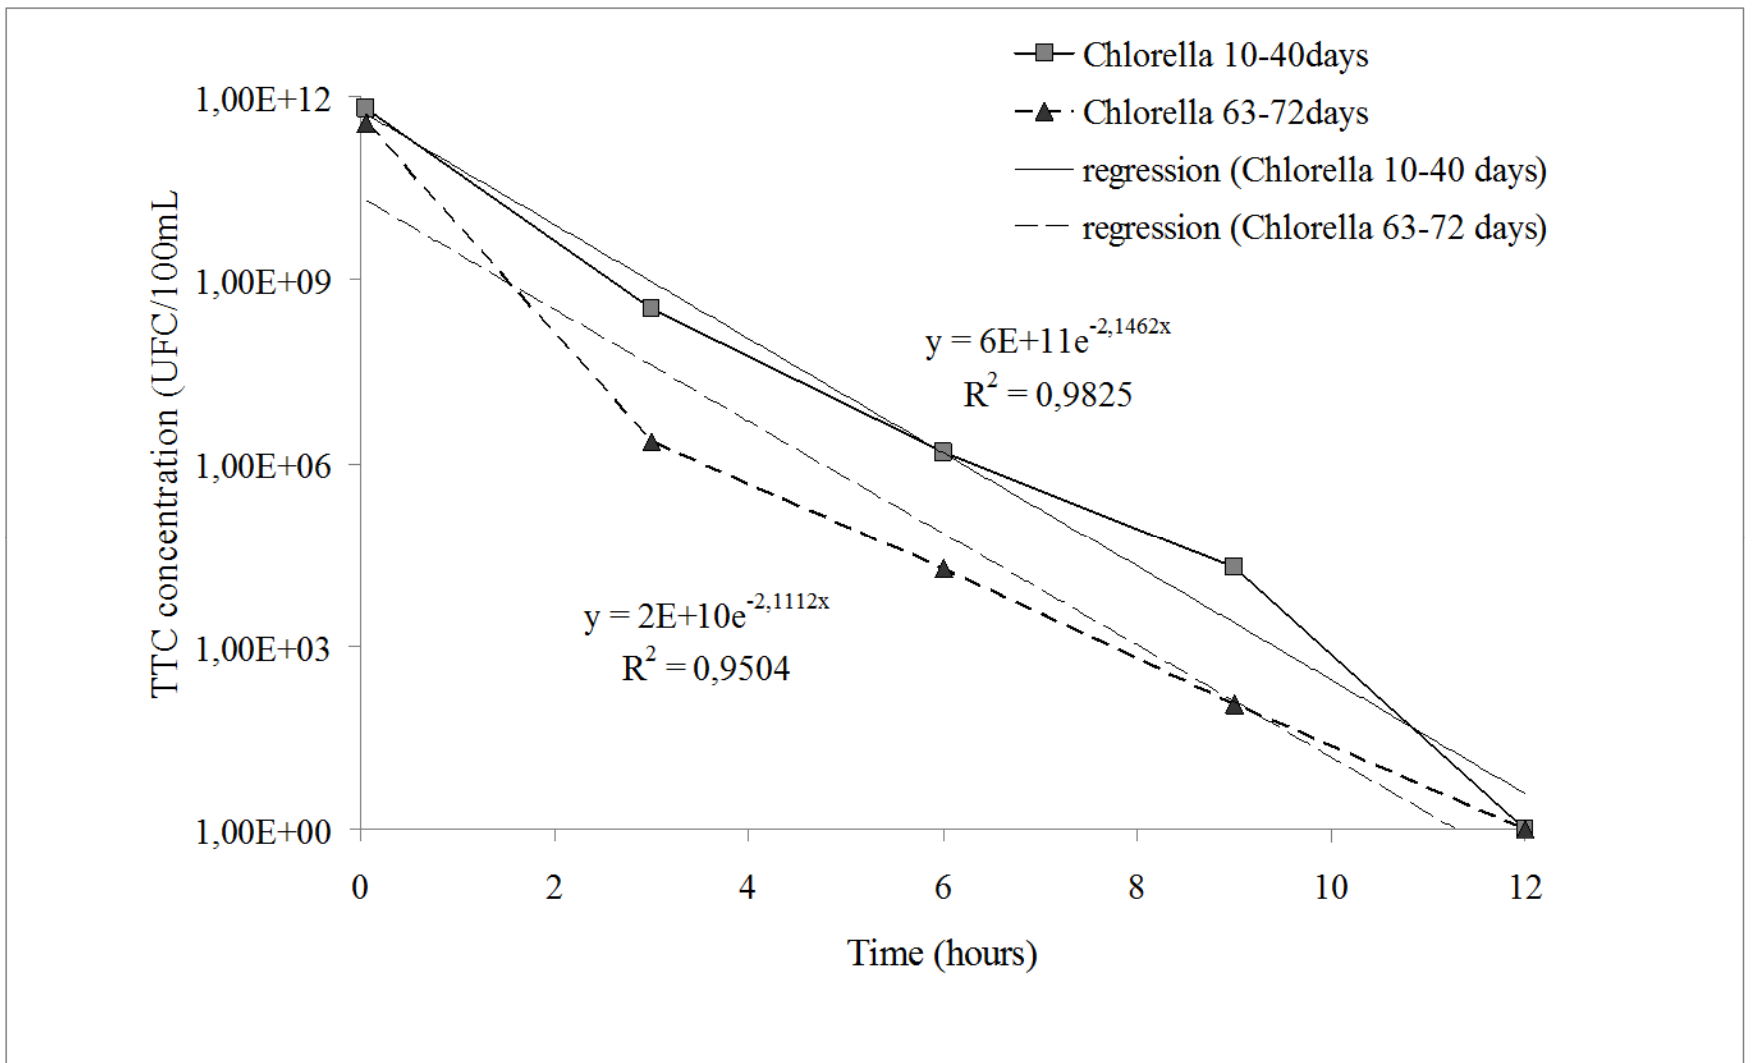 Chlorella 10-40days
Chlorella 63-72days
regression (Chlorella 10-40 days)
regression (Chlorella 63-72 days)
TTC concentration (UFC/100mL
1,00E+12
1,00E+09
1,00E+06
1,00E+03
1,00E+00
y = 6E+11e^-2,1462x
R² = 0,9825
y = 2E+10e^-2,1112x
R² = 0,9504
0 2 4 6 8 10 12
Time (hours)